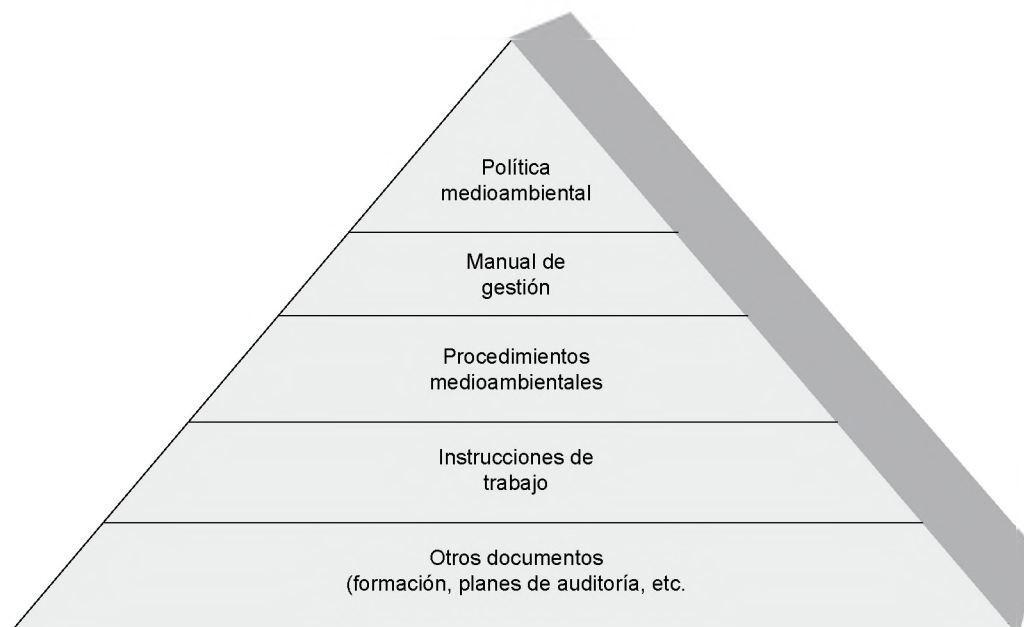 Política
medioambiental
Manual de
gestión
Procedimientos
medioambientales
Instrucciones de
trabajo
Otros documentos
(formación, planes de auditoría, etc.